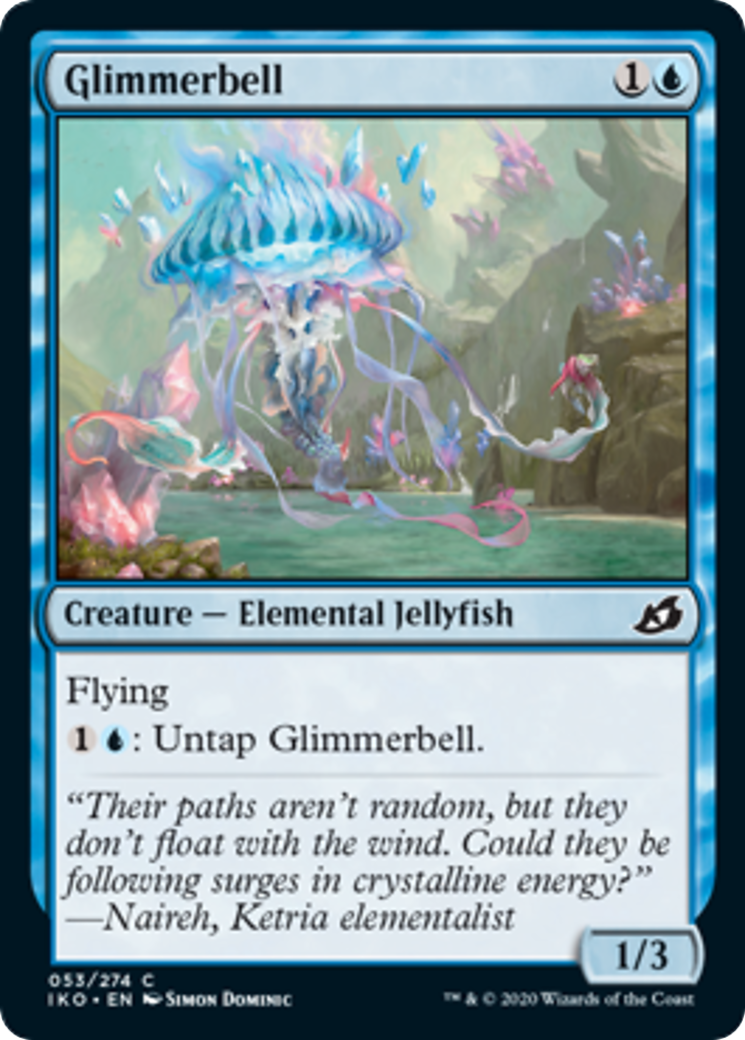 Glimmerbell 1
Creature — Elemental Jellyfish
Flying
1 : Untap Glimmerbell.
“Their paths aren’t random, but they
don’t float with the wind. Could they be
following surges in crystalline energy?”
—Naireh, Ketria elementalist
1/3
053/274 C
IKO • EN Simon Dominic
™ & © 2020 Wizards of the Coast